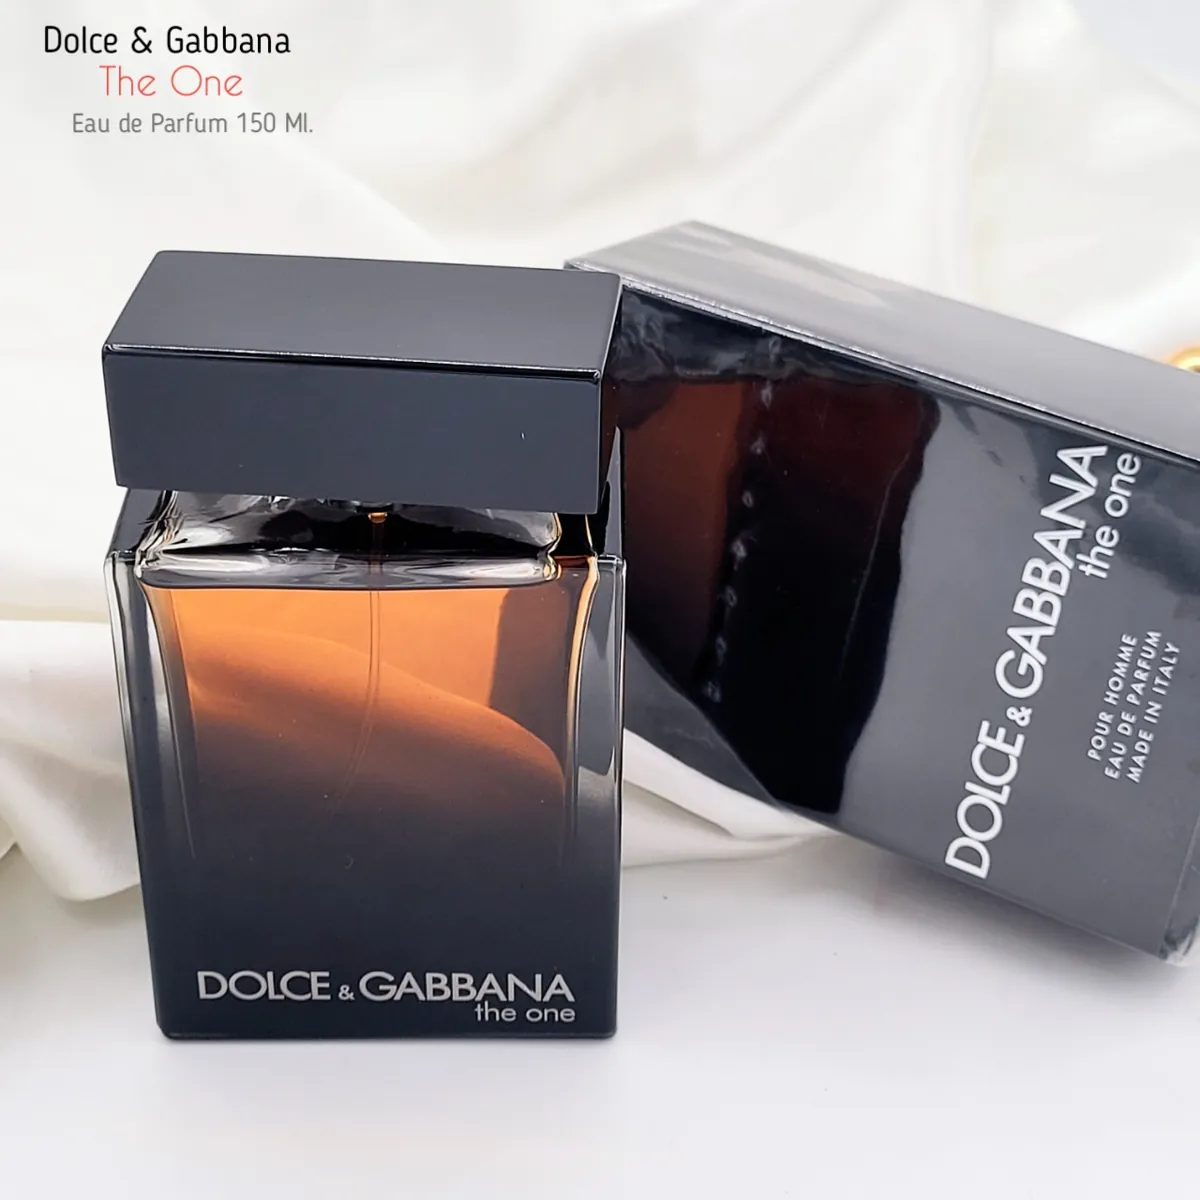 Dolce & Gabbana
The One
Eau de Parfum 150 Ml.
DOLCE & GABBANA
the one
DOLCE & GABBANA
the one
POUR HOMME
EAU DE PARFUM
MADE IN ITALY